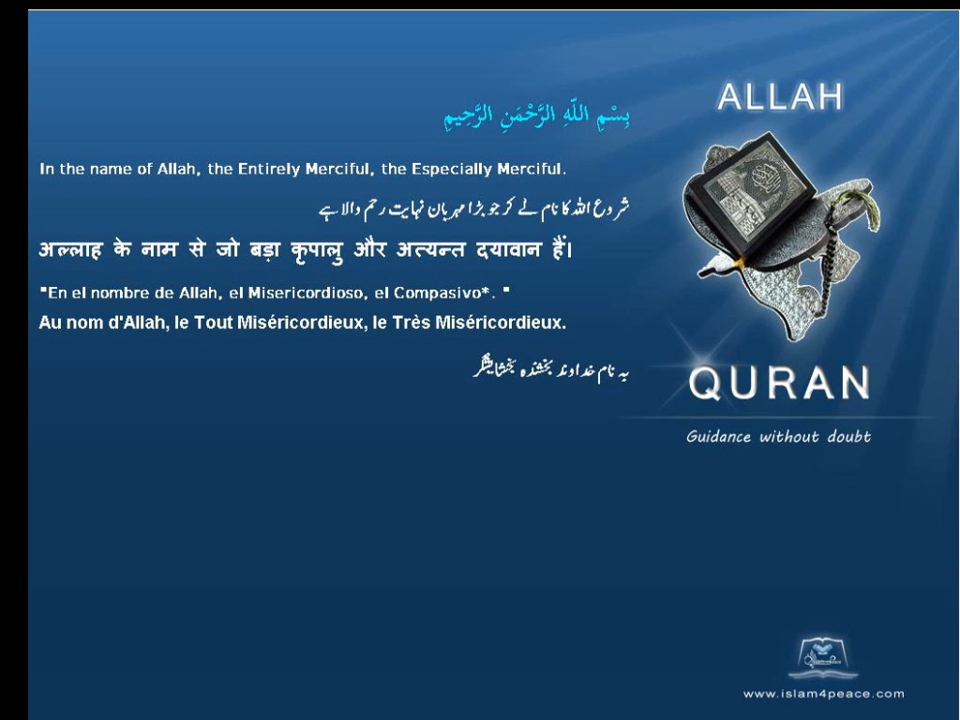 بِسْمِ اللّهِ الرَّحْمَنِ الرَّحِيمِ
In the name of Allah, the Entirely Merciful, the Especially Merciful.
شروع الله کا نام لے کر جو بڑا مہربان نہایت رحم والا ہے
अल्लाह के नाम से जो बड़ा कृपालु और अत्यन्त दयावान हैं।
"En el nombre de Allah, el Misericordioso, el Compasivo*. "
Au nom d'Allah, le Tout Miséricordieux, le Très Miséricordieux.
به نام خداوند بخشنده بخشایشگر
ALLAH
QURAN
Guidance without doubt
www.islam4peace.com